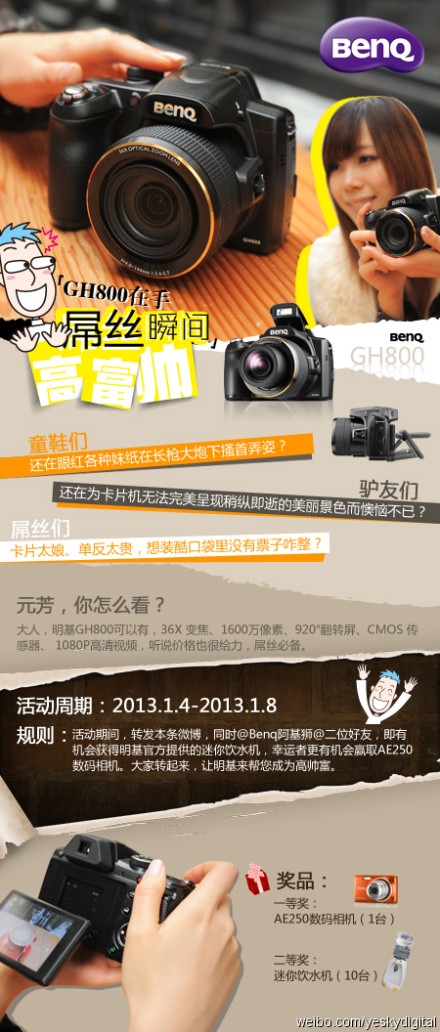 BenQ
BenQ
36X OPTICAL ZOOM LENS
GH800
「GH800在手
屌丝瞬间
高富帅」
BenQ
BenQ
GH800
童鞋们
还在眼红各种妹纸在长枪大炮下搔首弄姿？
驴友们
还在为卡片机无法完美呈现稍纵即逝的美丽景色而懊恼不已？
屌丝们
卡片太娘、单反太贵，想装酷口袋里没有票子咋整？
元芳，你怎么看？
大人，明基GH800可以有，36X 变焦、1600万像素、920°翻转屏、CMOS 传
感器、 1080P高清视频，听说价格也很给力，屌丝必备。
活动周期：2013.1.4-2013.1.8
规则：活动期间，转发本条微博，同时@Benq阿基狮@二位好友，即有
机会获得明基官方提供的迷你饮水机，幸运者更有机会赢取AE250
数码相机。大家转起来，让明基来帮您成为高帅富。
奖品：
一等奖：
AE250数码相机（1台）
二等奖：
迷你饮水机（10台）
weibo.com/yeskydigital